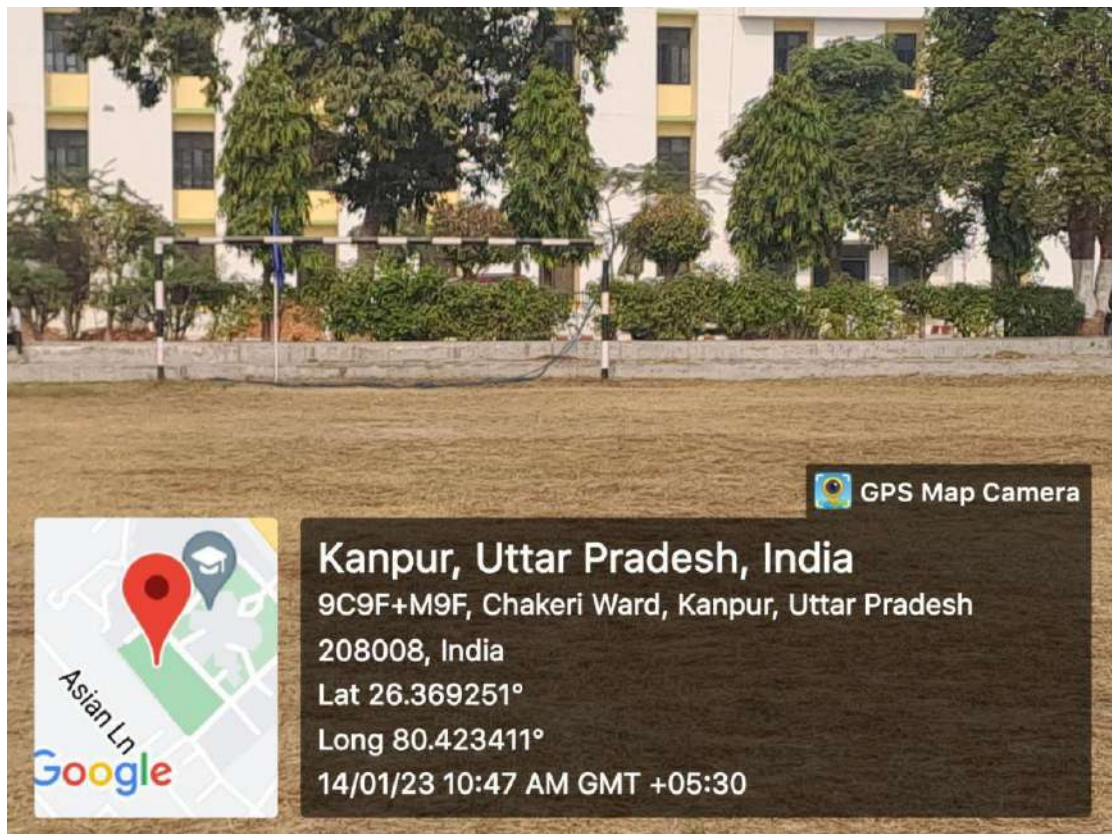 GPS Map Camera
Kanpur, Uttar Pradesh, India
9C9F+M9F, Chakeri Ward, Kanpur, Uttar Pradesh
208008, India
Lat 26.369251°
Long 80.423411°
14/01/23 10:47 AM GMT +05:30
Asian Ln
Google